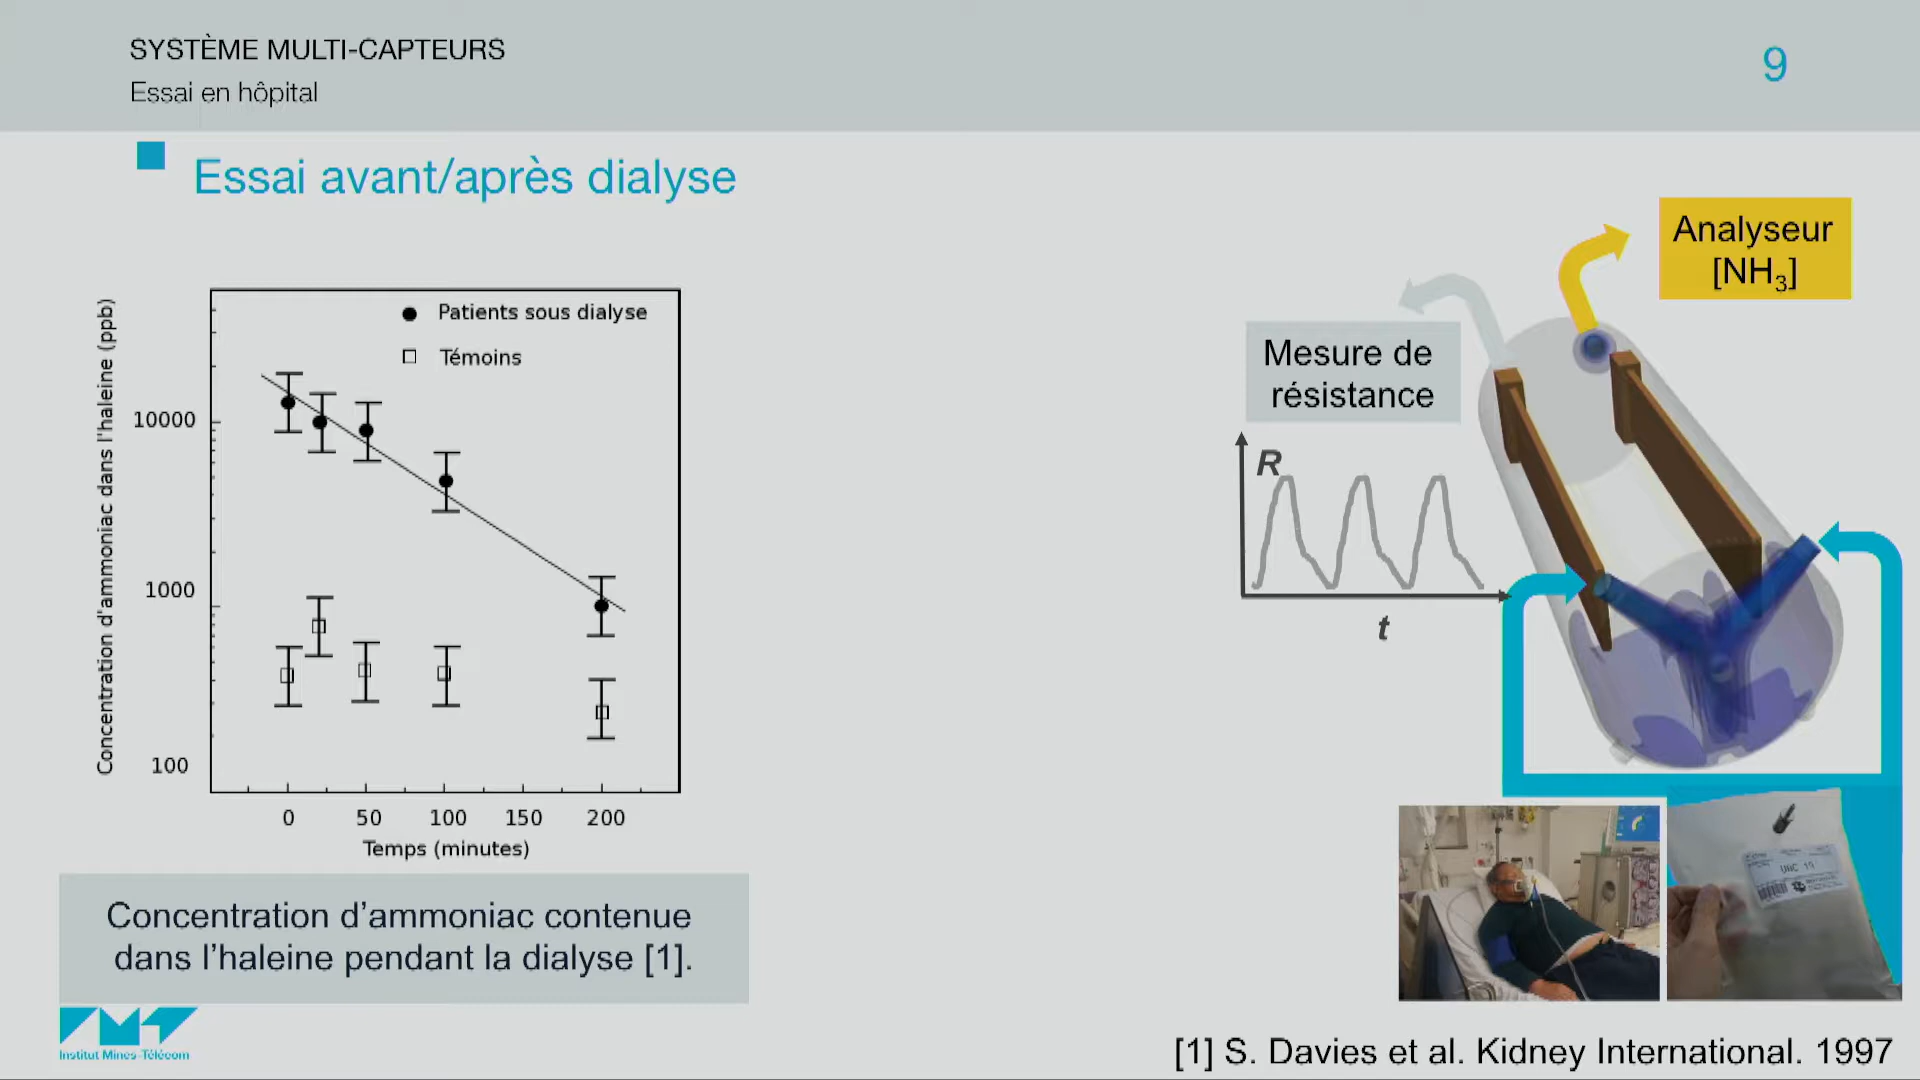 SYSTÈME MULTI-CAPTEURS
Essai en hôpital
9
Essai avant/après dialyse
Concentration d'ammoniac dans l'haleine (ppb)
Patients sous dialyse
Témoins
10000
1000
100
0 50 100 150 200
Temps (minutes)
Concentration d’ammoniac contenue
dans l’haleine pendant la dialyse [1].
Analyseur
[NH3]
Mesure de
résistance
R
t
UNC 19
Institut Mines-Télécom
[1] S. Davies et al. Kidney International. 1997